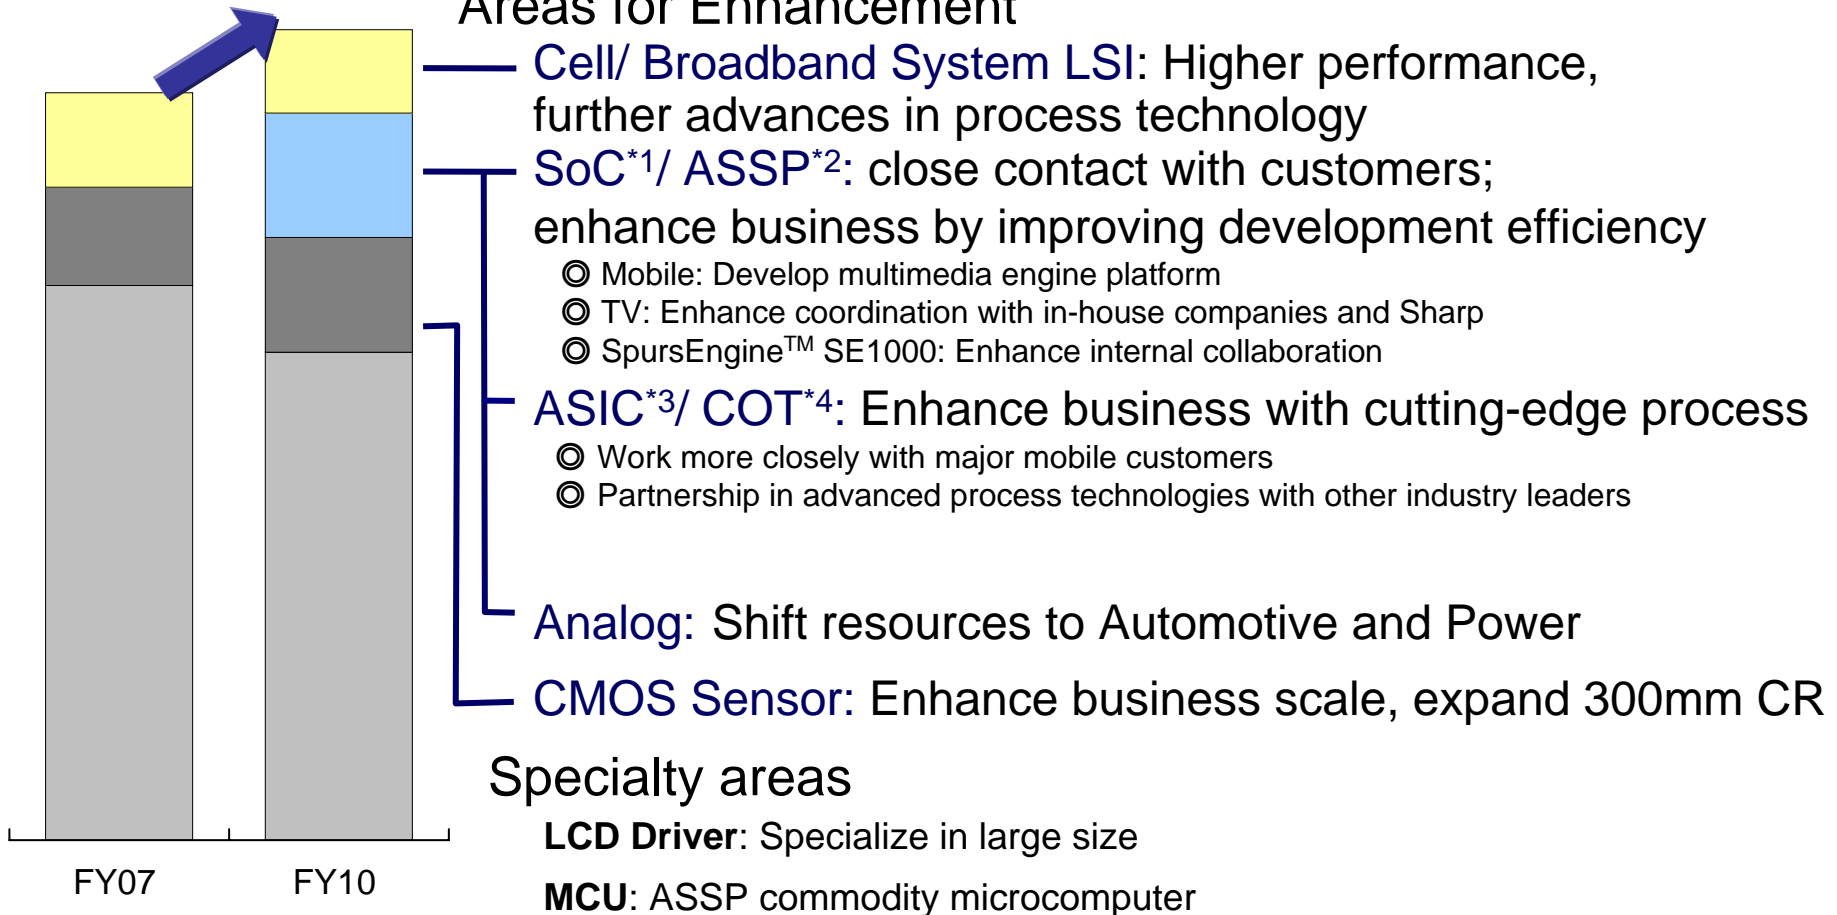 Areas for Enhancement
Cell/ Broadband System LSI: Higher performance,
further advances in process technology
SoC*1/ ASSP*2: close contact with customers;
enhance business by improving development efficiency
◎ Mobile: Develop multimedia engine platform
◎ TV: Enhance coordination with in-house companies and Sharp
◎ SpursEngineTM SE1000: Enhance internal collaboration
ASIC*3/ COT*4: Enhance business with cutting-edge process
◎ Work more closely with major mobile customers
◎ Partnership in advanced process technologies with other industry leaders
Analog: Shift resources to Automotive and Power
CMOS Sensor: Enhance business scale, expand 300mm CR
Specialty areas
LCD Driver: Specialize in large size
MCU: ASSP commodity microcomputer
FY07
FY10